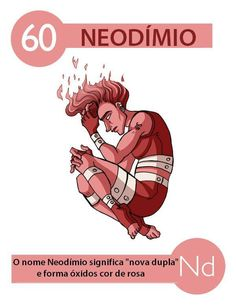 60 NEODÍMIO
O nome Neodímio significa "nova dupla"
e forma óxidos cor de rosa
Nd